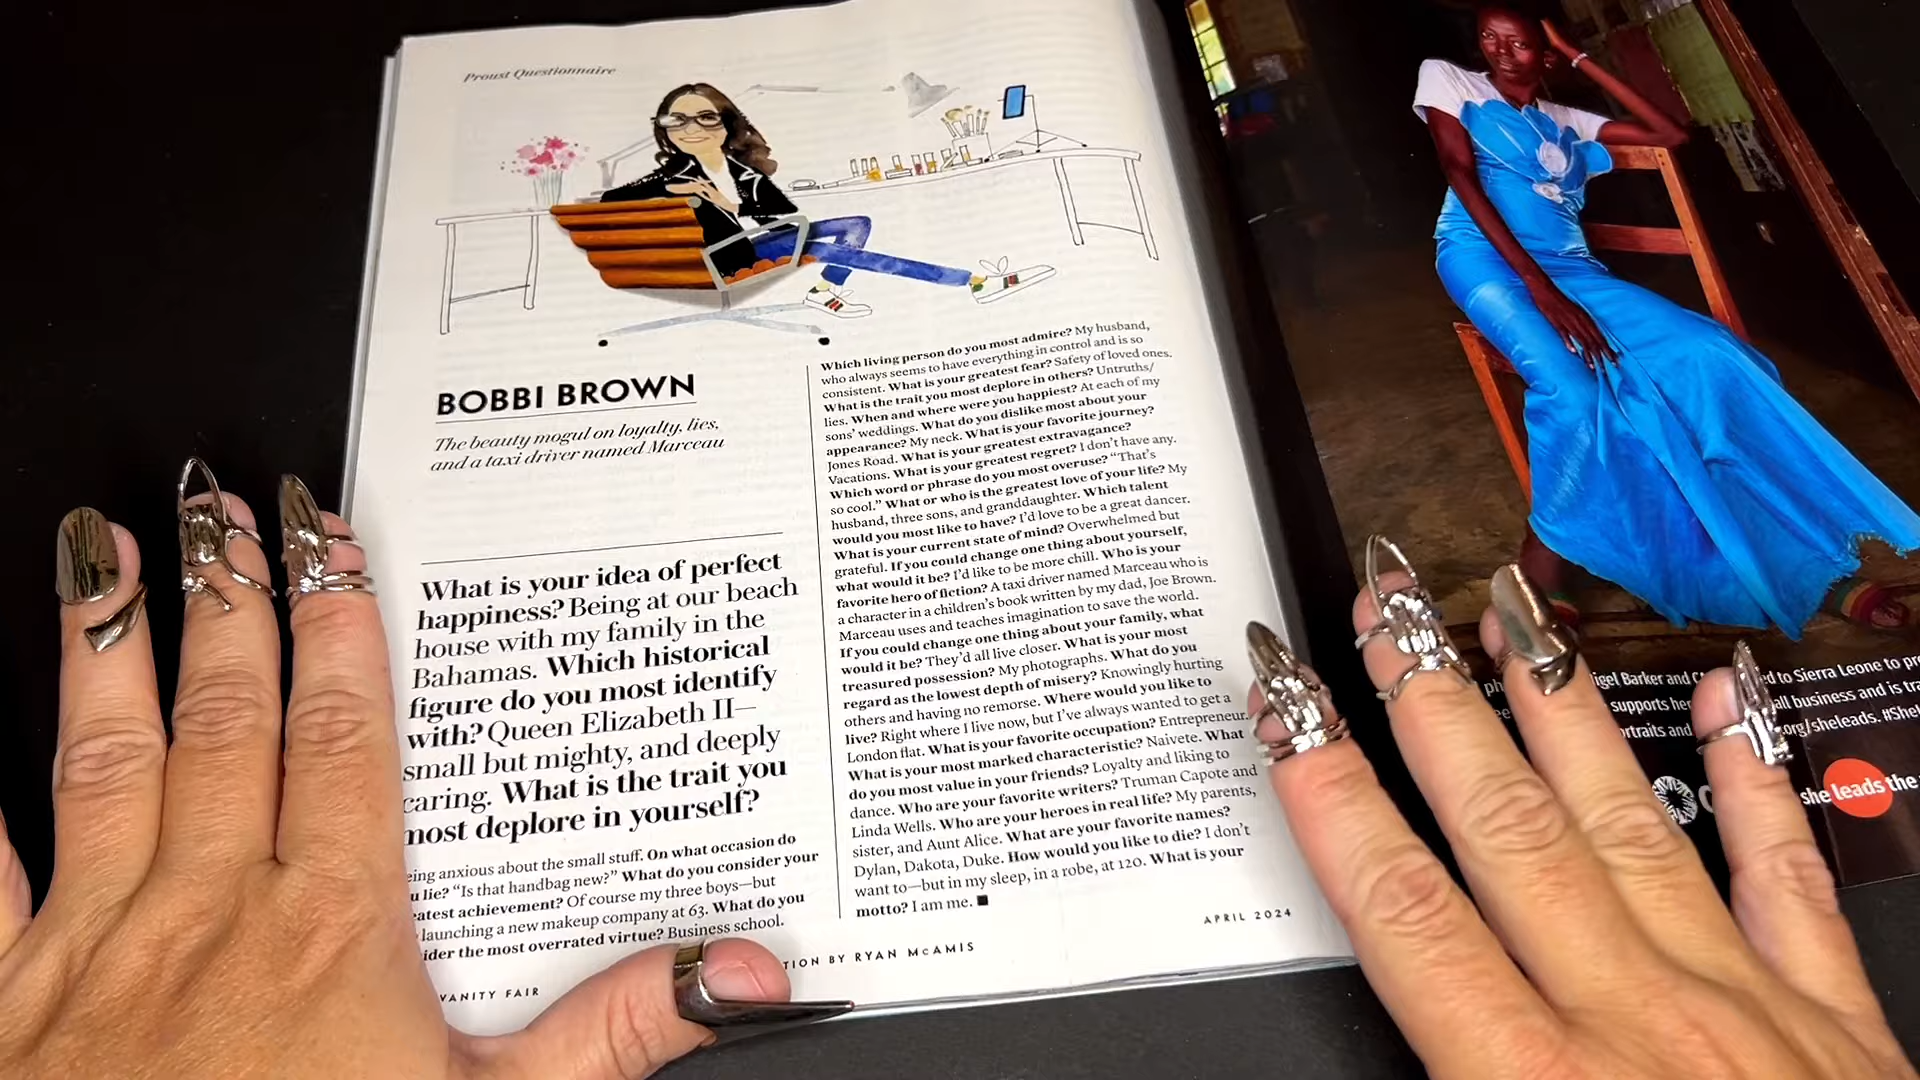 Proust Questionnaire
BOBBI BROWN
The beauty mogul on loyalty, lies,
and a taxi driver named Marceau
What is your idea of perfect
happiness? Being at our beach
house with my family in the
Bahamas. Which historical
figure do you most identify
with? Queen Elizabeth II—
small but mighty, and deeply
caring. What is the trait you
most deplore in yourself?
eing anxious about the small stuff. On what occasion do
u lie? “Is that handbag new?” What do you consider your
atest achievement? Of course my three boys—but
launching a new makeup company at 63. What do you
ider the most overrated virtue? Business school.
Which living person do you most admire? My husband,
who always seems to have everything in control and is so
consistent. What is your greatest fear? Safety of loved ones.
What is the trait you most deplore in others? Untruths/
lies. When and where were you happiest? At each of my
sons’ weddings. What do you dislike most about your
appearance? My neck. What is your favorite journey?
Jones Road. What is your greatest extravagance?
Vacations. What is your greatest regret? I don’t have any.
Which word or phrase do you most overuse? “That’s
so cool.” What or who is the greatest love of your life? My
husband, three sons, and granddaughter. Which talent
would you most like to have? I’d love to be a great dancer.
What is your current state of mind? Overwhelmed but
grateful. If you could change one thing about yourself,
what would it be? I’d like to be more chill. Who is your
favorite hero of fiction? A taxi driver named Marceau who is
a character in a children’s book written by my dad, Joe Brown.
Marceau uses and teaches imagination to save the world.
If you could change one thing about your family, what
would it be? They’d all live closer. What is your most
treasured possession? My photographs. What do you
regard as the lowest depth of misery? Knowingly hurting
others and having no remorse. Where would you like to
live? Right where I live now, but I’ve always wanted to get a
London flat. What is your favorite occupation? Entrepreneur.
What is your most marked characteristic? Naivete. What
do you most value in your friends? Loyalty and liking to
dance. Who are your favorite writers? Truman Capote and
Linda Wells. Who are your heroes in real life? My parents,
sister, and Aunt Alice. What are your favorite names?
Dylan, Dakota, Duke. How would you like to die? I don’t
want to—but in my sleep, in a robe, at 120. What is your
motto? I am me. ■
VANITY FAIR
TION BY RYAN McAMIS
APRIL 2024
ph igel Barker and ed to Sierra Leone to pr
supports her all business and is tra
ortraits and .org/sheleads. #Shel
she leads the